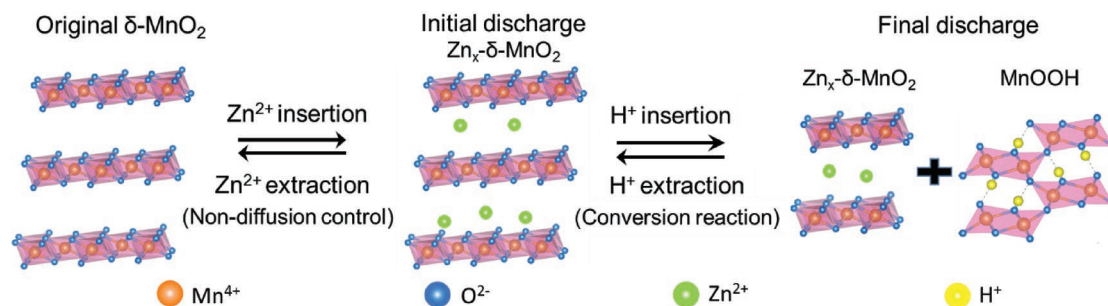 Original δ-MnO₂
Initial discharge
Znₓ-δ-MnO₂
Final discharge
Znₓ-δ-MnO₂
MnOOH
Zn²⁺ insertion
Zn²⁺ extraction
(Non-diffusion control)
H⁺ insertion
H⁺ extraction
(Conversion reaction)
Mn⁴⁺
O²⁻
Zn²⁺
H⁺